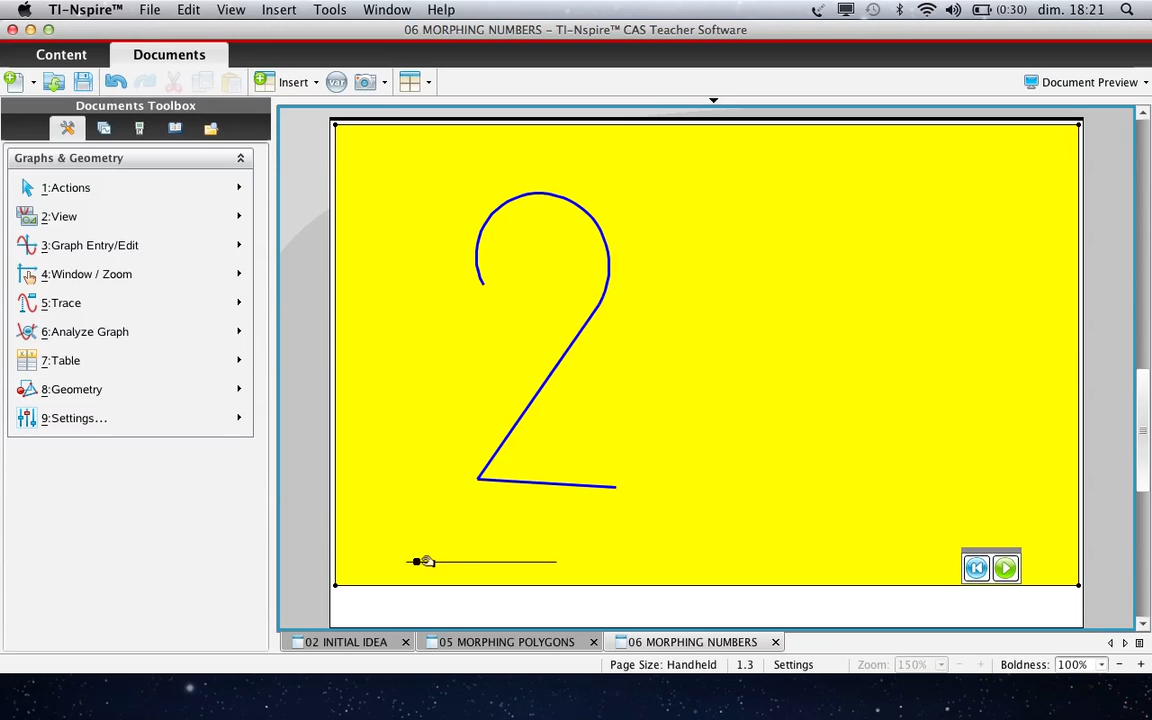 TI-Nspire™ File Edit View Insert Tools Window Help (0:30) dim. 18:21
06 MORPHING NUMBERS - TI-Nspire™ CAS Teacher Software
Content Documents
Insert var Document Preview
Documents Toolbox
Graphs & Geometry
1:Actions
2:View
3:Graph Entry/Edit
4:Window / Zoom
5:Trace
6:Analyze Graph
7:Table
8:Geometry
9:Settings...
2
02 INITIAL IDEA 05 MORPHING POLYGONS 06 MORPHING NUMBERS
Page Size: Handheld 1.3 Settings Zoom: 150% Boldness: 100%